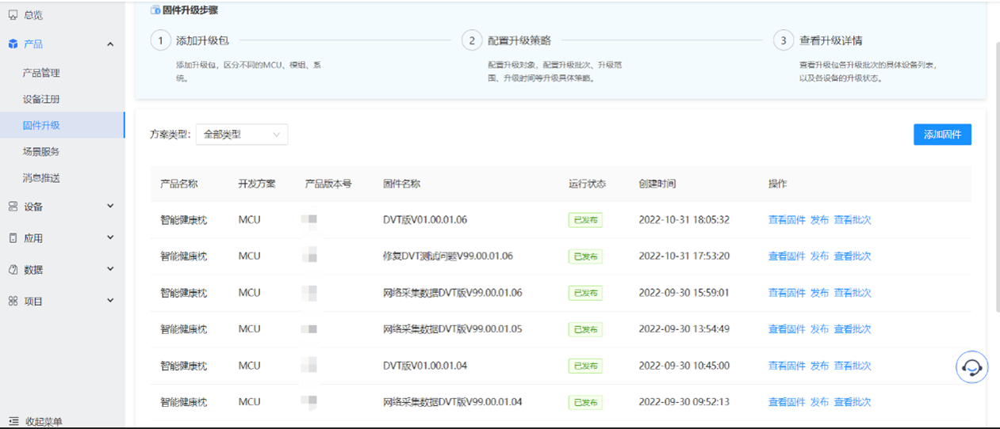 总览
产品
产品管理
设备注册
固件升级
场景服务
消息推送
设备
应用
数据
项目
收起菜单
固件升级步骤
1 添加升级包
添加升级包，区分不同的MCU、模组、系
统。
2 配置升级策略
配置升级对象，配置升级批次、升级范
围、升级时间等升级具体策略。
3 查看升级详情
查看升级包各升级批次的具体设备列表，
以及各设备的升级状态。
方案类型： 全部类型
添加固件
产品名称 开发方案 产品版本号 固件名称 运行状态 创建时间 操作
智能健康枕 MCU DVT版V01.00.01.06 已发布 2022-10-31 18:05:32 查看固件 发布 查看批次
智能健康枕 MCU 修复DVT测试问题V99.00.01.06 已发布 2022-10-31 17:53:20 查看固件 发布 查看批次
智能健康枕 MCU 网络采集数据DVT版V99.00.01.06 已发布 2022-09-30 15:59:01 查看固件 发布 查看批次
智能健康枕 MCU 网络采集数据DVT版V99.00.01.05 已发布 2022-09-30 13:54:49 查看固件 发布 查看批次
智能健康枕 MCU DVT版V01.00.01.04 已发布 2022-09-30 10:45:00 查看固件 发布 查看批次
智能健康枕 MCU 网络采集数据DVT版V99.00.01.04 已发布 2022-09-30 09:52:13 查看固件 发布 查看批次